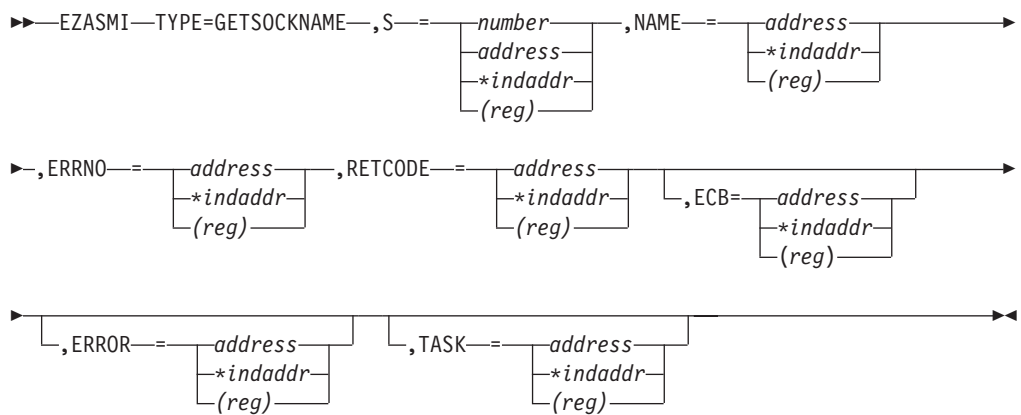 EZASMI TYPE=GETSOCKNAME ,S = number ,NAME = address
address *indaddr
*indaddr (reg)
(reg)
,ERRNO = address ,RETCODE = address ,ECB= address
*indaddr *indaddr *indaddr
(reg) (reg) (reg)
,ERROR = address ,TASK = address
*indaddr *indaddr
(reg) (reg)